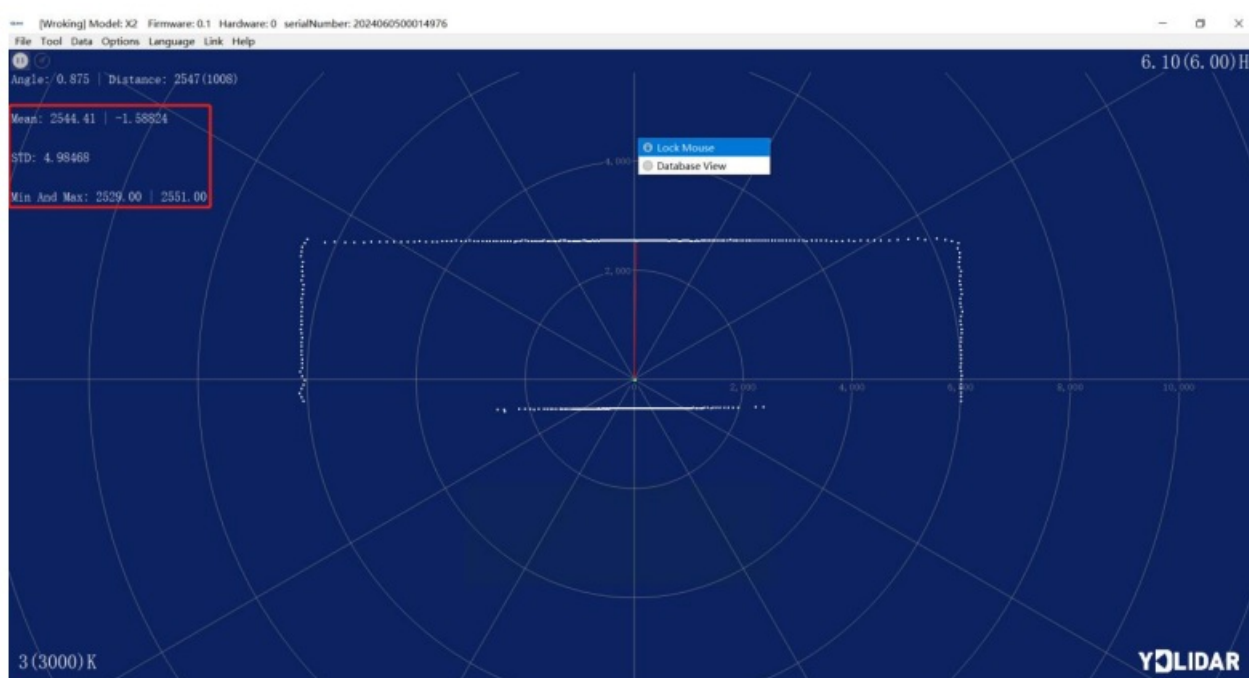 [Wroking] Model: X2 Firmware: 0.1 Hardware: 0 serialNumber: 2024060500014976
File Tool Data Options Language Link Help
6.10(6.00)H
Angle: 0.875 | Distance: 2547(1008)
Mean: 2544.41 | -1.58824
STD: 4.98468
Min And Max: 2529.00 | 2551.00
Lock Mouse
Database View
4,000
2,000
0
2,000
4,000
6,000
8,000
10,000
3(3000)K
YDLIDAR